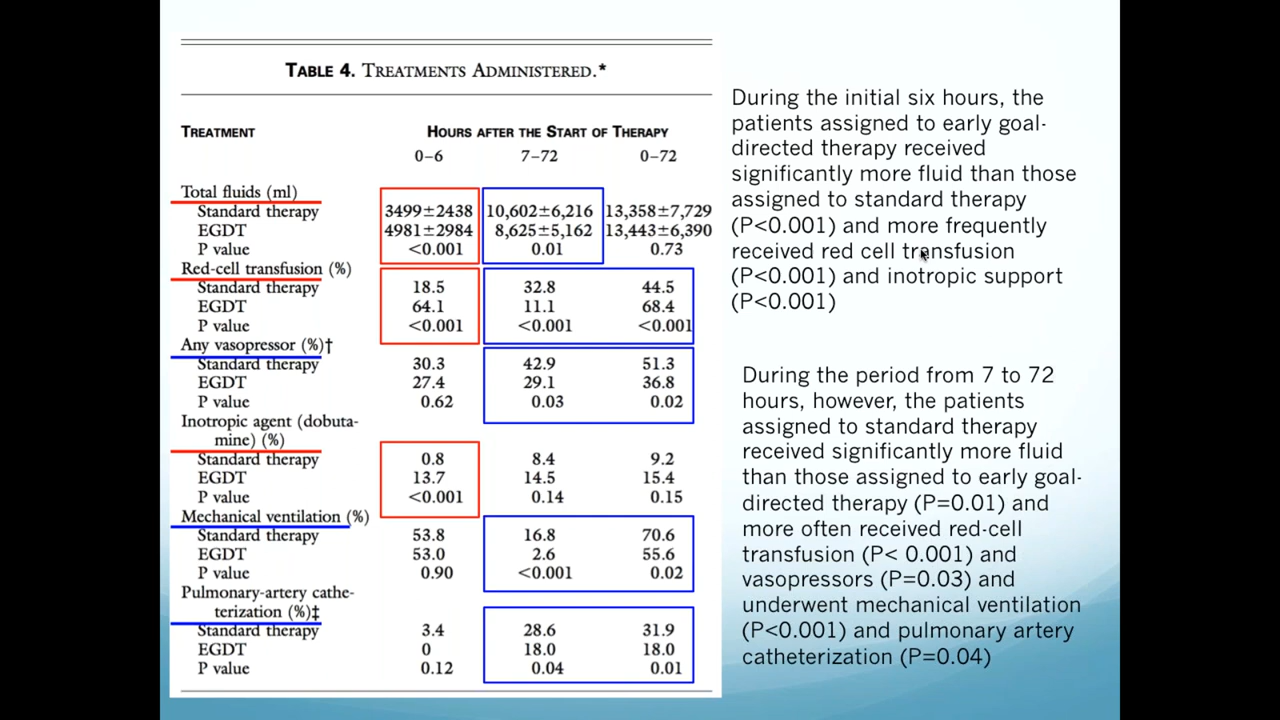 TABLE 4. TREATMENTS ADMINISTERED.*
TREATMENT HOURS AFTER THE START OF THERAPY
0–6 7–72 0–72
Total fluids (ml)
Standard therapy 3499±2438 10,602±6,216 13,358±7,729
EGDT 4981±2984 8,625±5,162 13,443±6,390
P value <0.001 0.01 0.73
Red-cell transfusion (%)
Standard therapy 18.5 32.8 44.5
EGDT 64.1 11.1 68.4
P value <0.001 <0.001 <0.001
Any vasopressor (%)†
Standard therapy 30.3 42.9 51.3
EGDT 27.4 29.1 36.8
P value 0.62 0.03 0.02
Inotropic agent (dobuta-
mine) (%)
Standard therapy 0.8 8.4 9.2
EGDT 13.7 14.5 15.4
P value <0.001 0.14 0.15
Mechanical ventilation (%)
Standard therapy 53.8 16.8 70.6
EGDT 53.0 2.6 55.6
P value 0.90 <0.001 0.02
Pulmonary-artery cathe-
terization (%)‡
Standard therapy 3.4 28.6 31.9
EGDT 0 18.0 18.0
P value 0.12 0.04 0.01
During the initial six hours, the
patients assigned to early goal-
directed therapy received
significantly more fluid than those
assigned to standard therapy
(P<0.001) and more frequently
received red cell transfusion
(P<0.001) and inotropic support
(P<0.001)
During the period from 7 to 72
hours, however, the patients
assigned to standard therapy
received significantly more fluid
than those assigned to early goal-
directed therapy (P=0.01) and
more often received red-cell
transfusion (P< 0.001) and
vasopressors (P=0.03) and
underwent mechanical ventilation
(P<0.001) and pulmonary artery
catheterization (P=0.04)